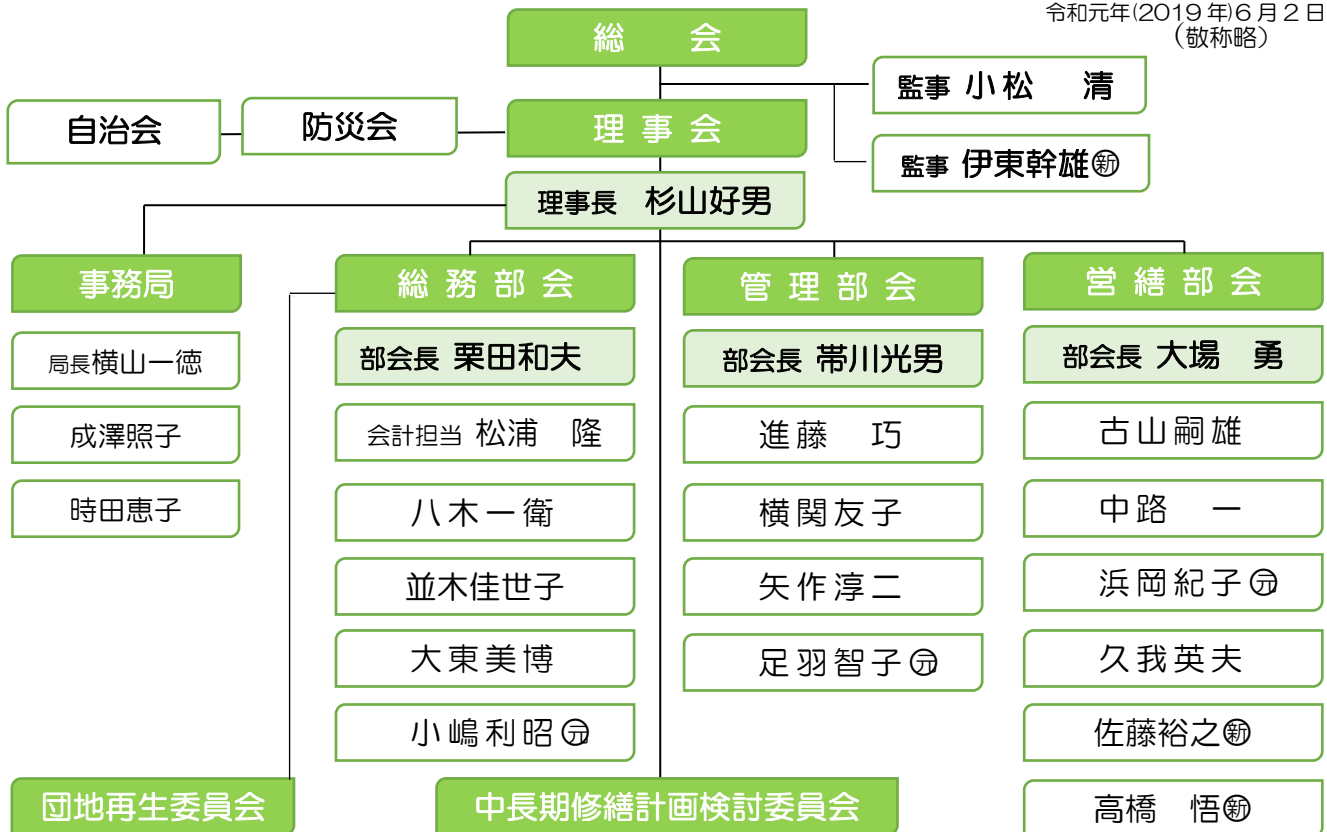 令和元年(2019年)6月2日
(敬称略)
総 会
監事 小松 清
自治会
防災会
理事会
監事 伊東幹雄㊟新
理事長 杉山好男
事務局
総務部会
管理部会
営繕部会
局長横山一徳
部会長 栗田和夫
部会長 帯川光男
部会長 大場 勇
成澤照子
会計担当 松浦 隆
進藤 巧
古山嗣雄
時田恵子
八木一衛
横関友子
中路 一
並木佳世子
矢作淳二
浜岡紀子元
大東美博
足羽智子元
久我英夫
小嶋利昭元
佐藤裕之新
団地再生委員会
中長期修繕計画検討委員会
高橋 悟新